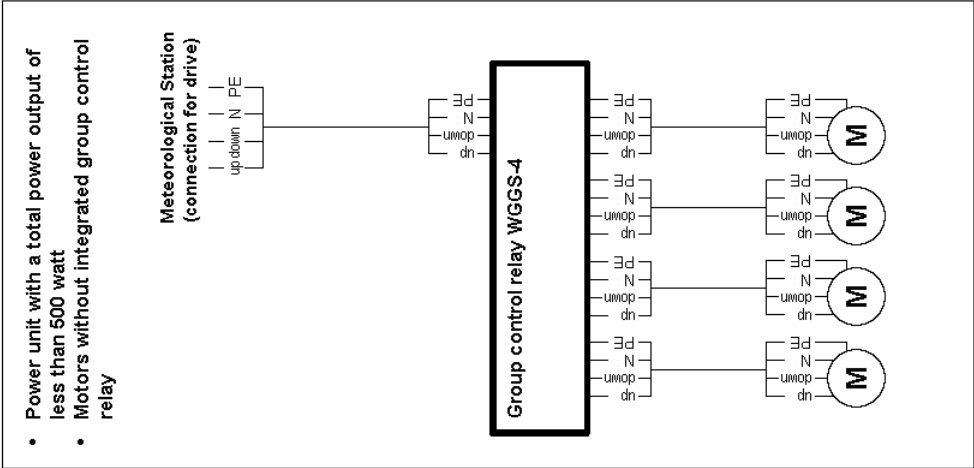 • Power unit with a total power output of
less than 500 watt
• Motors without integrated group control
relay
Meteorological Station
(connection for drive)
up down N PE
up down N PE
Group control relay WGGS-4
up down N PE
up down N PE
up down N PE
up down N PE
up down N PE
up down N PE
up down N PE
up down N PE
M
M
M
M